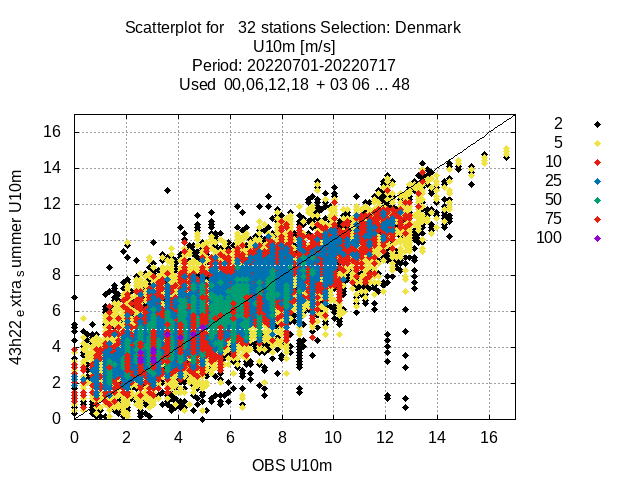 Scatterplot for   32 stations Selection: Denmark
U10m [m/s]
Period: 20220701-20220717
Used  00,06,12,18  + 03 06 ... 48
2
5
10
25
50
75
100
16
14
12
10
8
6
4
2
0
43h22 e xtra s ummer U10m
0 2 4 6 8 10 12 14 16
OBS U10m